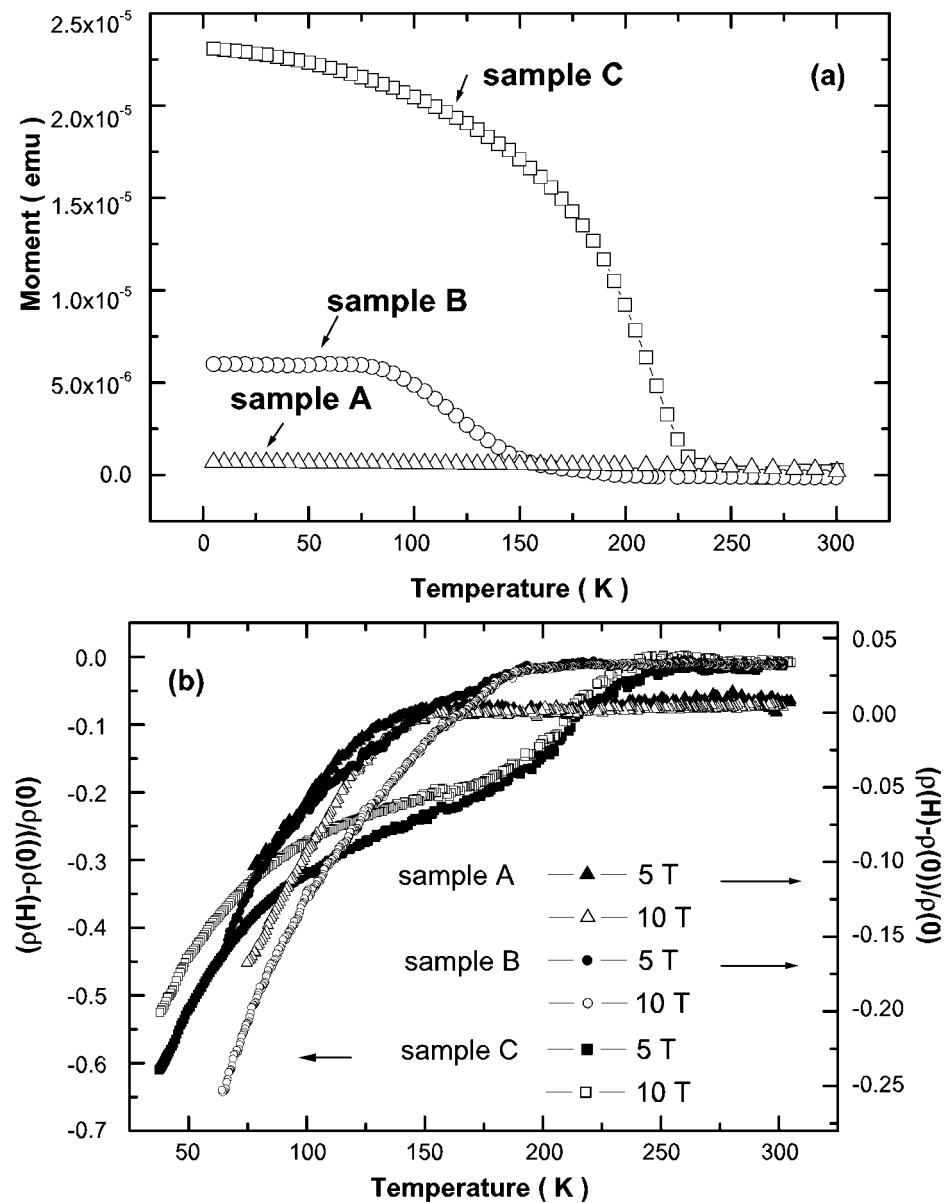 2.5x10-5
2.0x10-5
1.5x10-5
1.0x10-5
5.0x10-6
0.0
Moment ( emu )
(a)
sample C
sample B
sample A
0 50 100 150 200 250 300
Temperature ( K )
0.0
-0.1
-0.2
-0.3
-0.4
-0.5
-0.6
-0.7
(ρ(H)-ρ(0))/ρ(0)
(b)
sample A 5 T
10 T
sample B 5 T
10 T
sample C 5 T
10 T
0.05
0.00
-0.05
-0.10
-0.15
-0.20
-0.25
(ρ(H)-ρ(0))/ρ(0)
50 100 150 200 250 300
Temperature ( K )